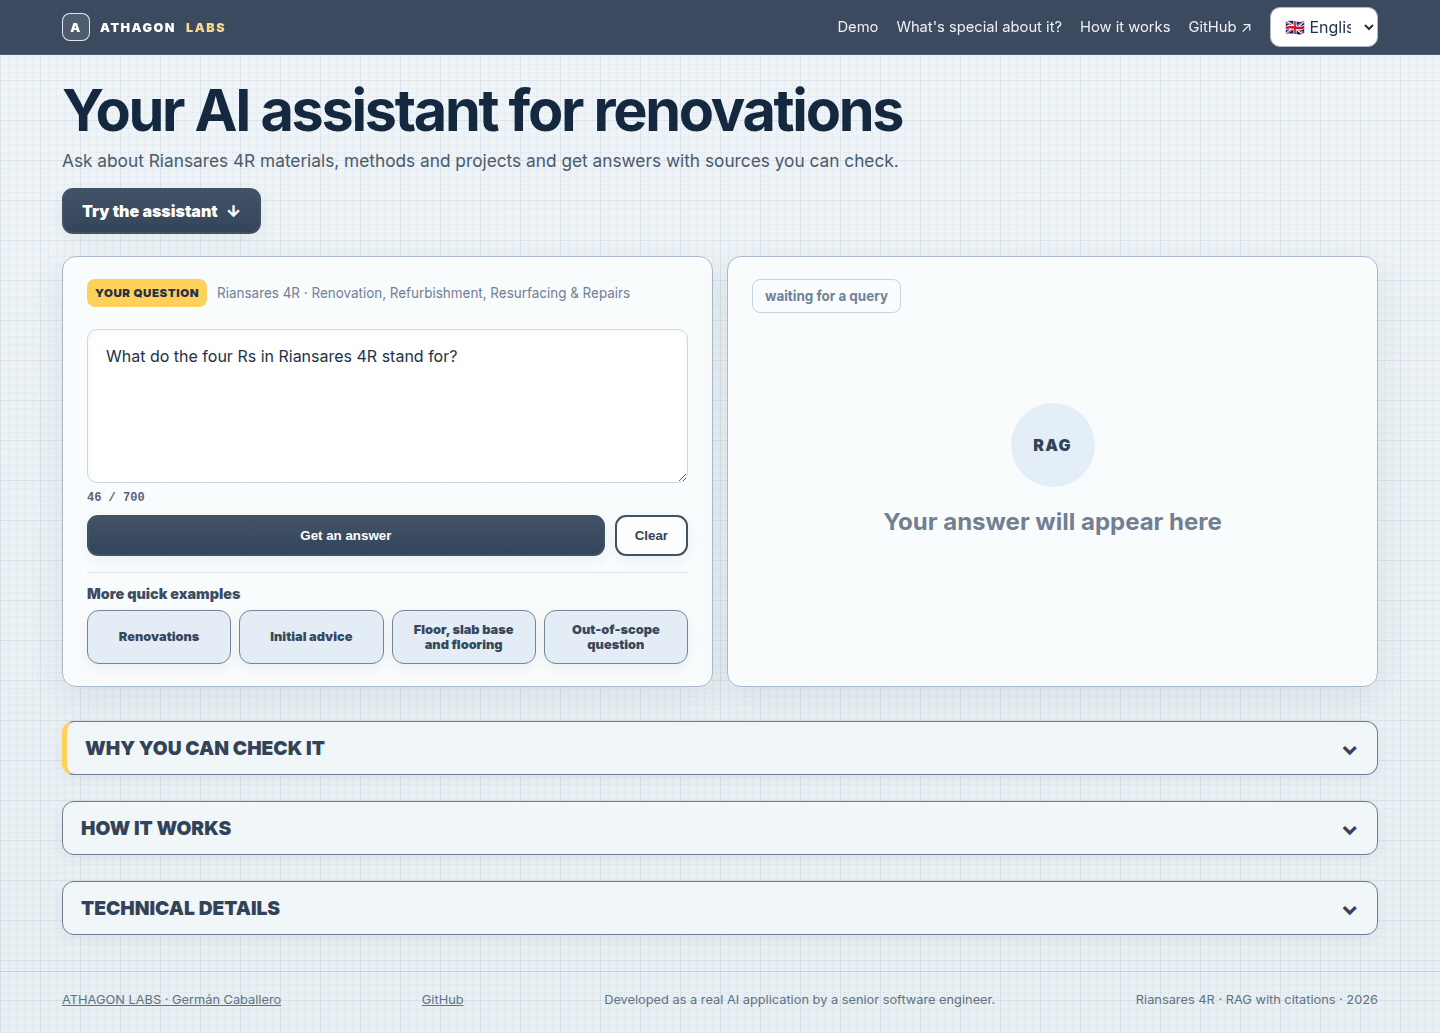 A ATHAGON LABS
Demo What's special about it? How it works GitHub ↗ 🇬🇧 Englis
Your AI assistant for renovations
Ask about Riansares 4R materials, methods and projects and get answers with sources you can check.
Try the assistant ↓
YOUR QUESTION Riansares 4R · Renovation, Refurbishment, Resurfacing & Repairs
What do the four Rs in Riansares 4R stand for?
46 / 700
Get an answer
Clear
More quick examples
Renovations
Initial advice
Floor, slab base
and flooring
Out-of-scope
question
waiting for a query
RAG
Your answer will appear here
WHY YOU CAN CHECK IT
HOW IT WORKS
TECHNICAL DETAILS
ATHAGON LABS · Germán Caballero
GitHub
Developed as a real AI application by a senior software engineer.
Riansares 4R · RAG with citations · 2026